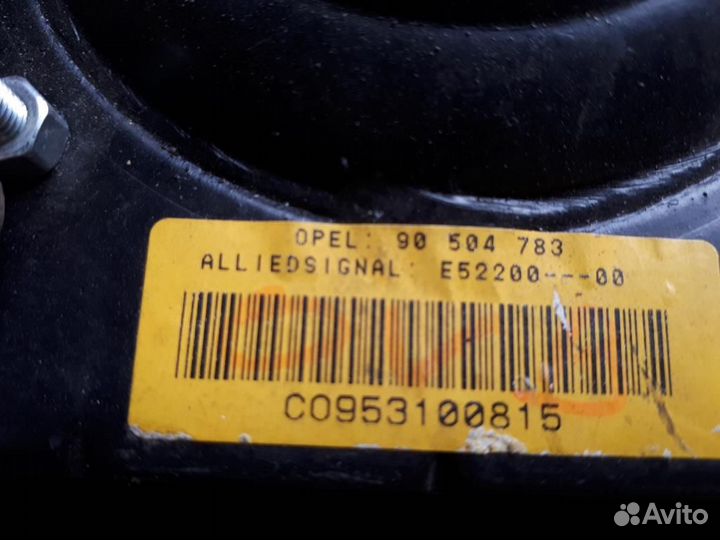 OPEL: 90 504 783
ALLIEDSIGNAL: E52200---00
C0953100815
Avito